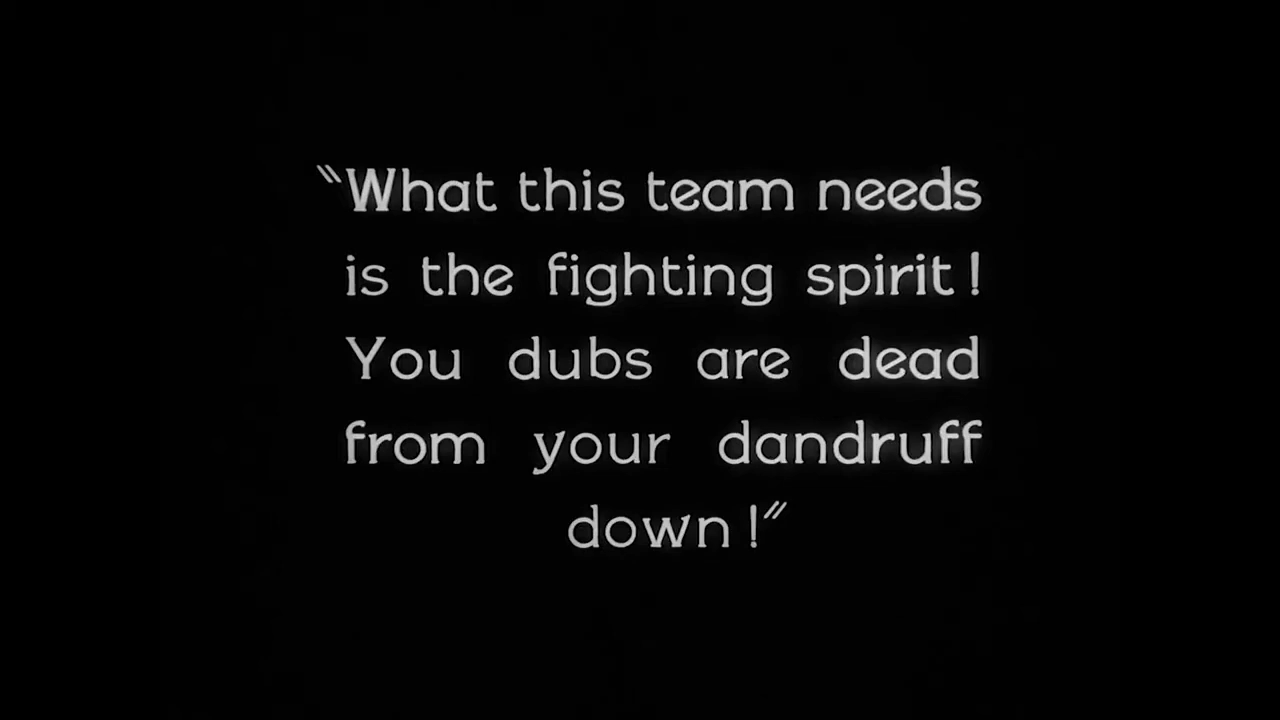 "What this team needs
is the fighting spirit!
You dubs are dead
from your dandruff
down!"